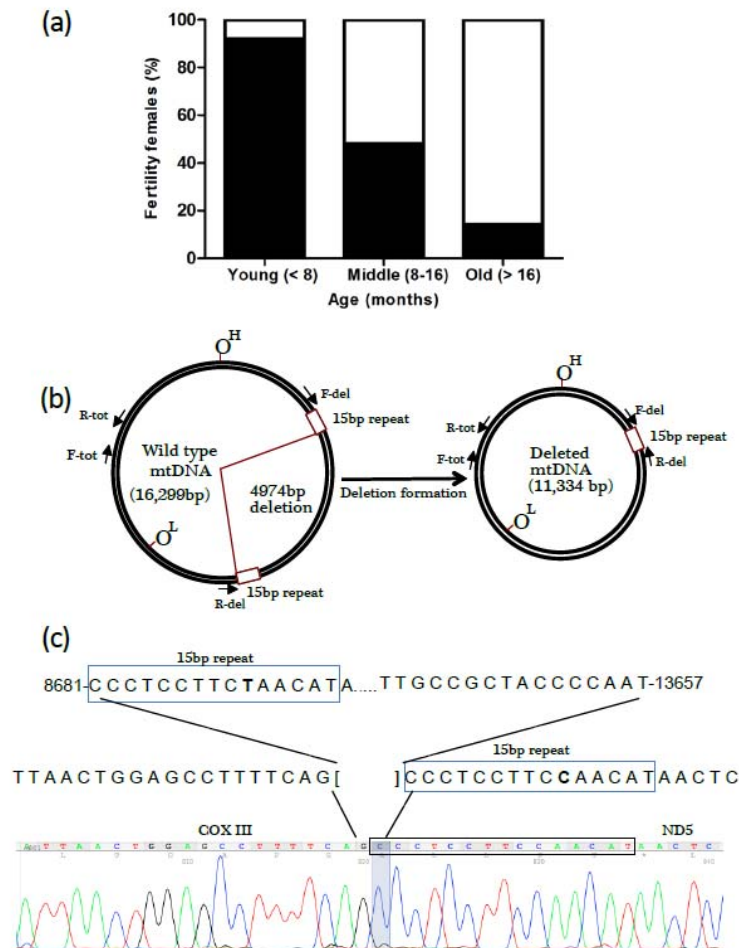 (a)
100
80
60
40
20
0
Fertility females (%)
Young (< 8) Middle (8-16) Old (> 16)
Age (months)
(b)
O H
F-del
15bp repeat
R-tot
F-tot
Wild type
mtDNA
(16,299bp)
4974bp
deletion
O L
15bp repeat
R-del
Deletion formation
O H
F-del
15bp repeat
R-del
R-tot
F-tot
Deleted
mtDNA
(11,334 bp)
O L
(c)
15bp repeat
8681-CCCTCCTTCTAACATA.....TTGCCGCTACCCCAAT-13657
15bp repeat
TTAACTGGAGCCTTTTCAG[ ]CCCTCCTTCCAACATAACTC
COX III ND5
A T T A A C T G G A G C C T T T T C A G C C C T C C T T C C A A C A T A A C T C